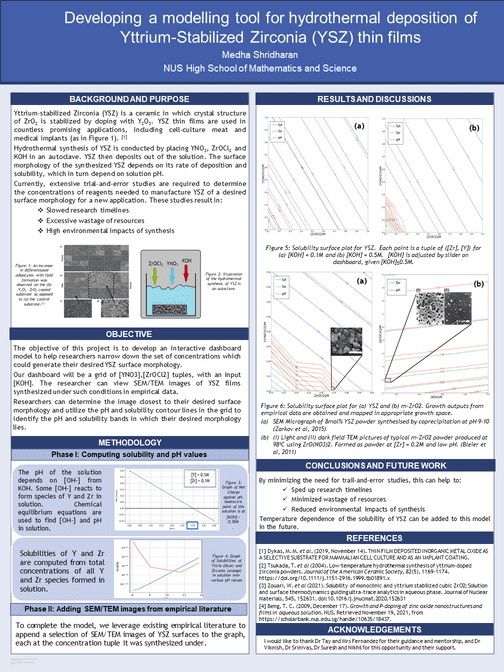 Developing a modelling tool for hydrothermal deposition of
Yttrium-Stabilized Zirconia (YSZ) thin films
Medha Shridharan
NUS High School of Mathematics and Science
BACKGROUND AND PURPOSE
Yttrium-stabilized Zirconia (YSZ) is a ceramic in which crystal structure
of ZrO2 is stabilized by doping with Y2O3. YSZ thin films are used in
countless promising applications, including cell-culture meat and
medical implants (as in Figure 1). [1]
Hydrothermal synthesis of YSZ is conducted by placing YNO3, ZrOCl2 and
KOH in an autoclave. YSZ then deposits out of the solution. The surface
morphology of the synthesized YSZ depends on its rate of deposition and
solubility, which in turn depend on solution pH.
Currently, extensive trial-and-error studies are required to determine
the concentrations of reagents needed to manufacture YSZ of a desired
surface morphology for a new application. These studies result in:
❖ Slowed research timelines
❖ Excessive wastage of resources
❖ High environmental impacts of synthesis
Figure 1: An increase
in differentiated
adipocytes with lipid
formation was
observed on the (b)
Y2O3 - ZrO2 coated
substrate as opposed
to (a) the control
substrate.[1]
ZrOCl2
YNO3
KOH
Figure 2: Illustration
of the hydrothermal
synthesis of YSZ in
an autoclave.
OBJECTIVE
The objective of this project is to develop an interactive dashboard
model to help researchers narrow down the set of concentrations which
could generate their desired YSZ surface morphology.
Our dashboard will be a grid of [YNO3],[ZrOCl2] tuples, with an input
[KOH]. The researcher can view SEM/TEM images of YSZ films
synthesized under such conditions in empirical data.
Researchers can determine the image closest to their desired surface
morphology and utilize the pH and solubility contour lines in the grid to
identify the pH and solubility bands in which their desired morphology
lies.
METHODOLOGY
Phase I: Computing solubility and pH values
The pH of the solution
depends on [OH-] from
KOH. Some [OH-] reacts to
form species of Y and Zr in
solution. Chemical
equilibrium equations are
used to find [OH-] and pH
in solution.
[Y] = 0.1M
[Zr] = 0.1M
Figure 3:
Graph of Net
Charge
against pH.
Solubilities of Y and Zr
are computed from total
concentrations of all Y
and Zr species formed in
solution.
Figure 4: Graph
of Solubilities of
Yttria (blue) and
Zirconia (orange)
in solution over
various pH values
Phase II: Adding SEM/TEM images from empirical literature
To complete the model, we leverage existing empirical literature to
append a selection of SEM/TEM images of YSZ surfaces to the graph,
each at the concentration tuple it was synthesized under.
RESULTS AND DISCUSSIONS
(a)
(b)
Figure 5: Solubility surface plot for YSZ. Each point is a tuple of ([Zr], [Y]) for
(a) [KOH] = 0.1M and (b) [KOH] = 0.5M. [KOH] is adjusted by slider on
dashboard, given [KOH]≤0.5M.
(a)
(b)
Figure 6: Solubility surface plot for (a) YSZ and (b) m-ZrO2. Growth outputs from
empirical data are obtained and mapped in appropriate growth space.
(a) SEM Micrograph of 8mol% YSZ powder synthesised by coprecipitation at pH 9-10
(Zarkov et al, 2015)
(b) (i) Light and (ii) dark field TEM pictures of typical m-ZrO2 powder produced at
98°C using ZrO(NO3)2. Formed as powder at [Zr] = 0.2M and low pH. (Bleier et
al, 2011)
CONCLUSIONS AND FUTURE WORK
By minimizing the need for trail-and-error studies, this can help to:
✓ Sped up research timelines
✓ Minimized wastage of resources
✓ Reduced environmental impacts of synthesis
Temperature dependence of the solubility of YSZ can be added to this model
in the future.
REFERENCES
[1] Dykas, M. M. et al. (2019, November 14). THIN FILM DEPOSITED INORGANIC METAL OXIDE AS
A SELECTIVE SUBSTRATE FOR MAMMALIAN CELL CULTURE AND AS AN IMPLANT COATING.
[2] Tsukada, T. et al (2004). Low-temperature hydrothermal synthesis of yttrium-doped
zirconia powders. Journal of the American Ceramic Society, 82(5), 1169-1174.
https://doi.org/10.1111/j.1151-2916.1999.tb01891.x
[3] Zouari, W. et al (2021). Solubility of monoclinic and yttrium stabilized cubic ZrO2: Solution
and surface thermodynamics guiding ultra-trace analytics in aqueous phase. Journal of Nuclear
Materials, 545, 152631. doi:10.1016/j.jnucmat.2020.152631
[4] Beng, T. C. (2009, December 17). Growth and P-doping of zinc oxide nanostructures and
films in aqueous solution. NUS. Retrieved November 19, 2021, from
https://scholarbank.nus.edu.sg/handle/10635/18437.
ACKNOWLEDGEMENTS
I would like to thank Dr Tay and Mrs Fernandez for their guidance and mentorship, and Dr
Viknish, Dr Srinivas, Dr Suresh and Nikhil for this opportunity and their support.